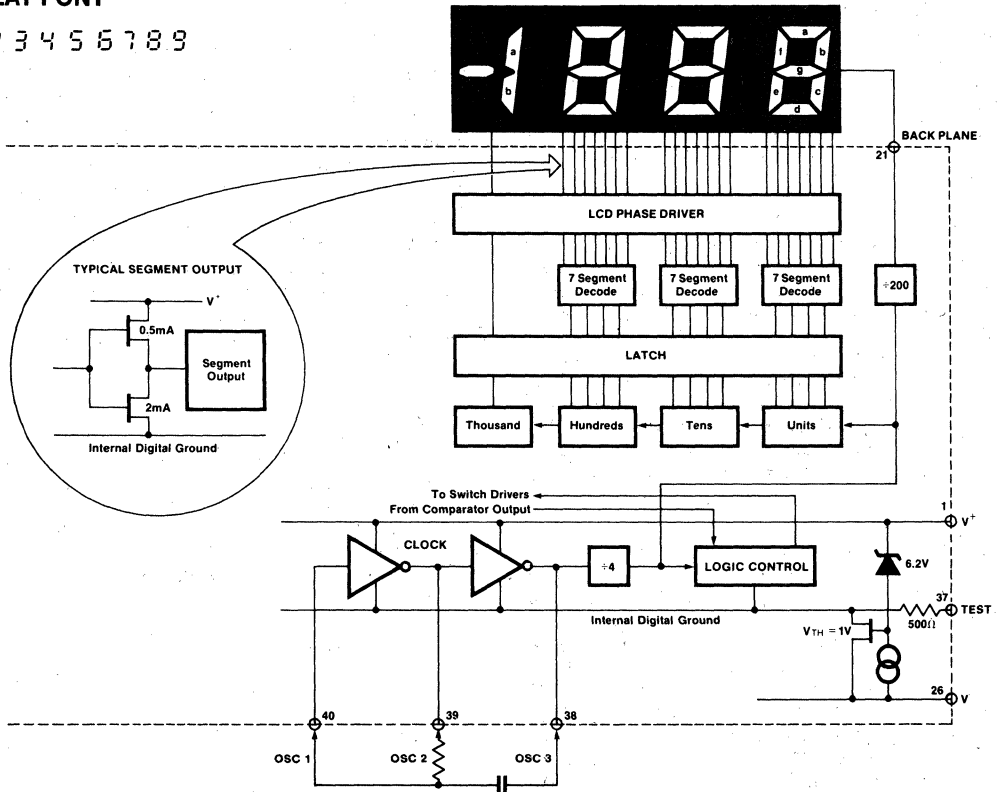 3 4 5 6 7 8 9
a
b
a
f
b
g
e
c
d
BACK PLANE
21
LCD PHASE DRIVER
TYPICAL SEGMENT OUTPUT
V+
0.5mA
Segment
Output
2mA
Internal Digital Ground
7 Segment
Decode
7 Segment
Decode
7 Segment
Decode
÷200
LATCH
Thousand
Hundreds
Tens
Units
To Switch Drivers
From Comparator Output
1
V+
CLOCK
÷4
LOGIC CONTROL
6.2V
37
TEST
500Ω
Internal Digital Ground
VTH = 1V
26
V
40
39
38
OSC 1
OSC 2
OSC 3